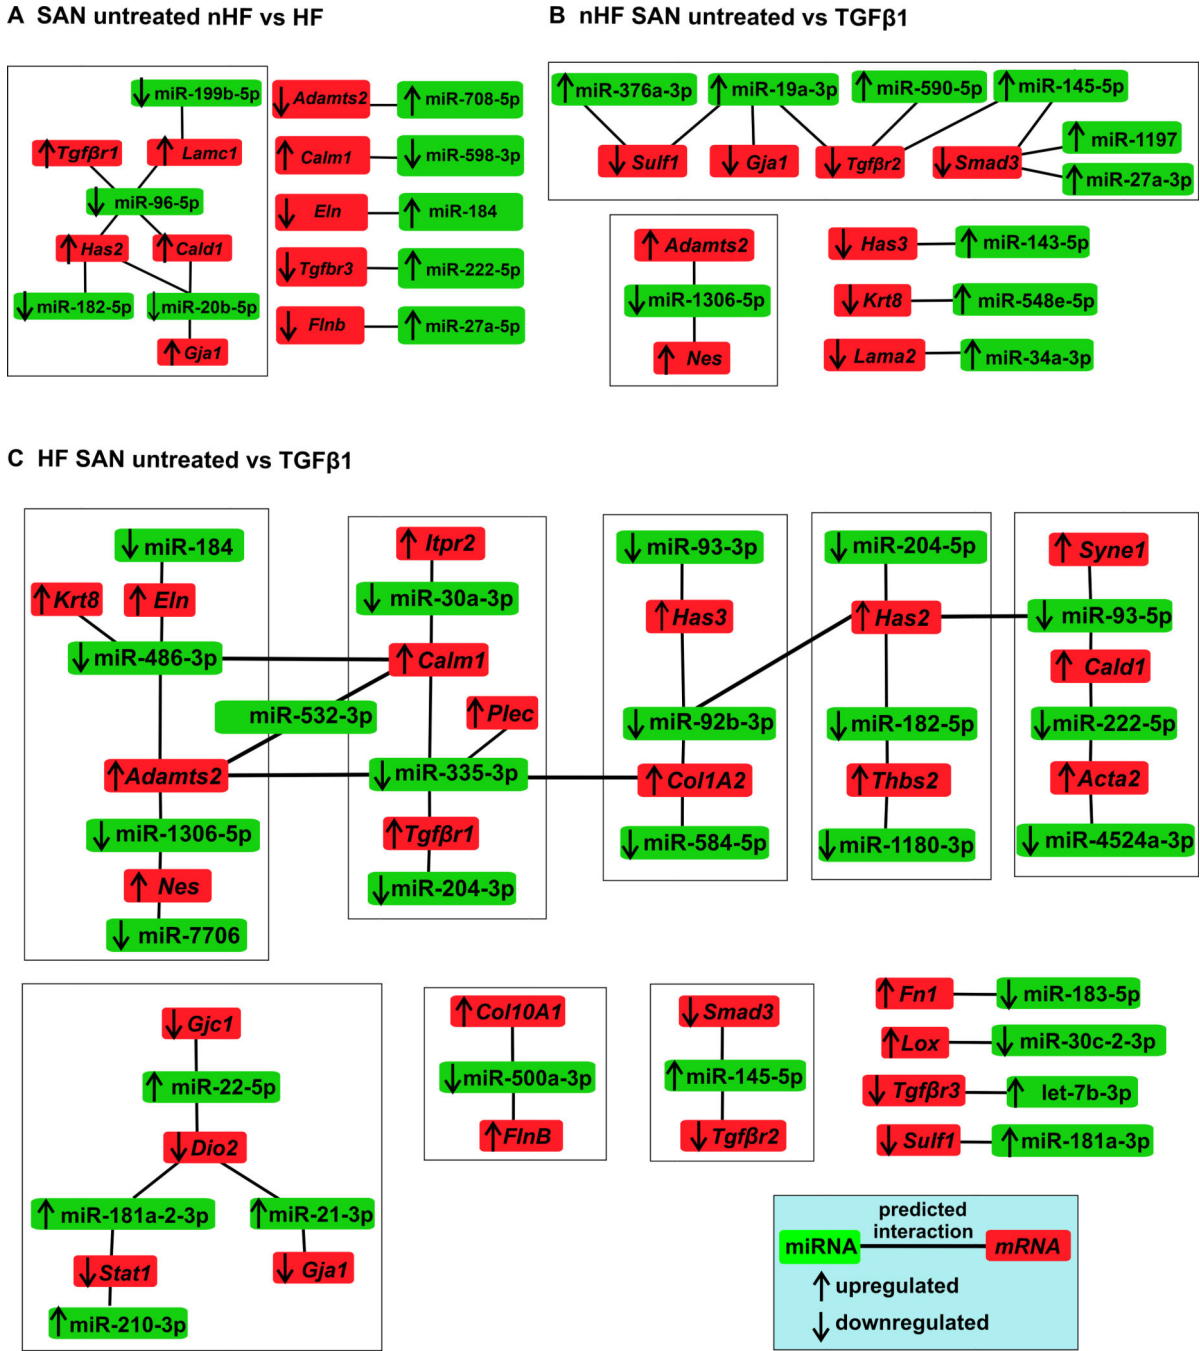 A SAN untreated nHF vs HF
miR-199b-5p
Tgfβr1
Lamc1
miR-96-5p
Has2
Cald1
miR-182-5p
miR-20b-5p
Gja1
Adamts2
miR-708-5p
Calm1
miR-598-3p
Eln
miR-184
Tgfbr3
miR-222-5p
Flnb
miR-27a-5p
B nHF SAN untreated vs TGFβ1
miR-376a-3p
miR-19a-3p
miR-590-5p
miR-145-5p
Sulf1
Gja1
Tgfβr2
Smad3
miR-1197
miR-27a-3p
Adamts2
miR-1306-5p
Nes
Has3
miR-143-5p
Krt8
miR-548e-5p
Lama2
miR-34a-3p
C HF SAN untreated vs TGFβ1
miR-184
Krt8
Eln
miR-486-3p
miR-532-3p
Adamts2
miR-1306-5p
Nes
miR-7706
Itpr2
miR-30a-3p
Calm1
Plec
miR-335-3p
Tgfβr1
miR-204-3p
miR-93-3p
Has3
miR-92b-3p
Col1A2
miR-584-5p
miR-204-5p
Has2
miR-182-5p
Thbs2
miR-1180-3p
Syne1
miR-93-5p
Cald1
miR-222-5p
Acta2
miR-4524a-3p
Gjc1
miR-22-5p
Dio2
miR-181a-2-3p
miR-21-3p
Stat1
Gja1
miR-210-3p
Col10A1
miR-500a-3p
FlnB
Smad3
miR-145-5p
Tgfβr2
Fn1
miR-183-5p
Lox
miR-30c-2-3p
Tgfβr3
let-7b-3p
Sulf1
miR-181a-3p
predicted
interaction
miRNA
mRNA
upregulated
downregulated